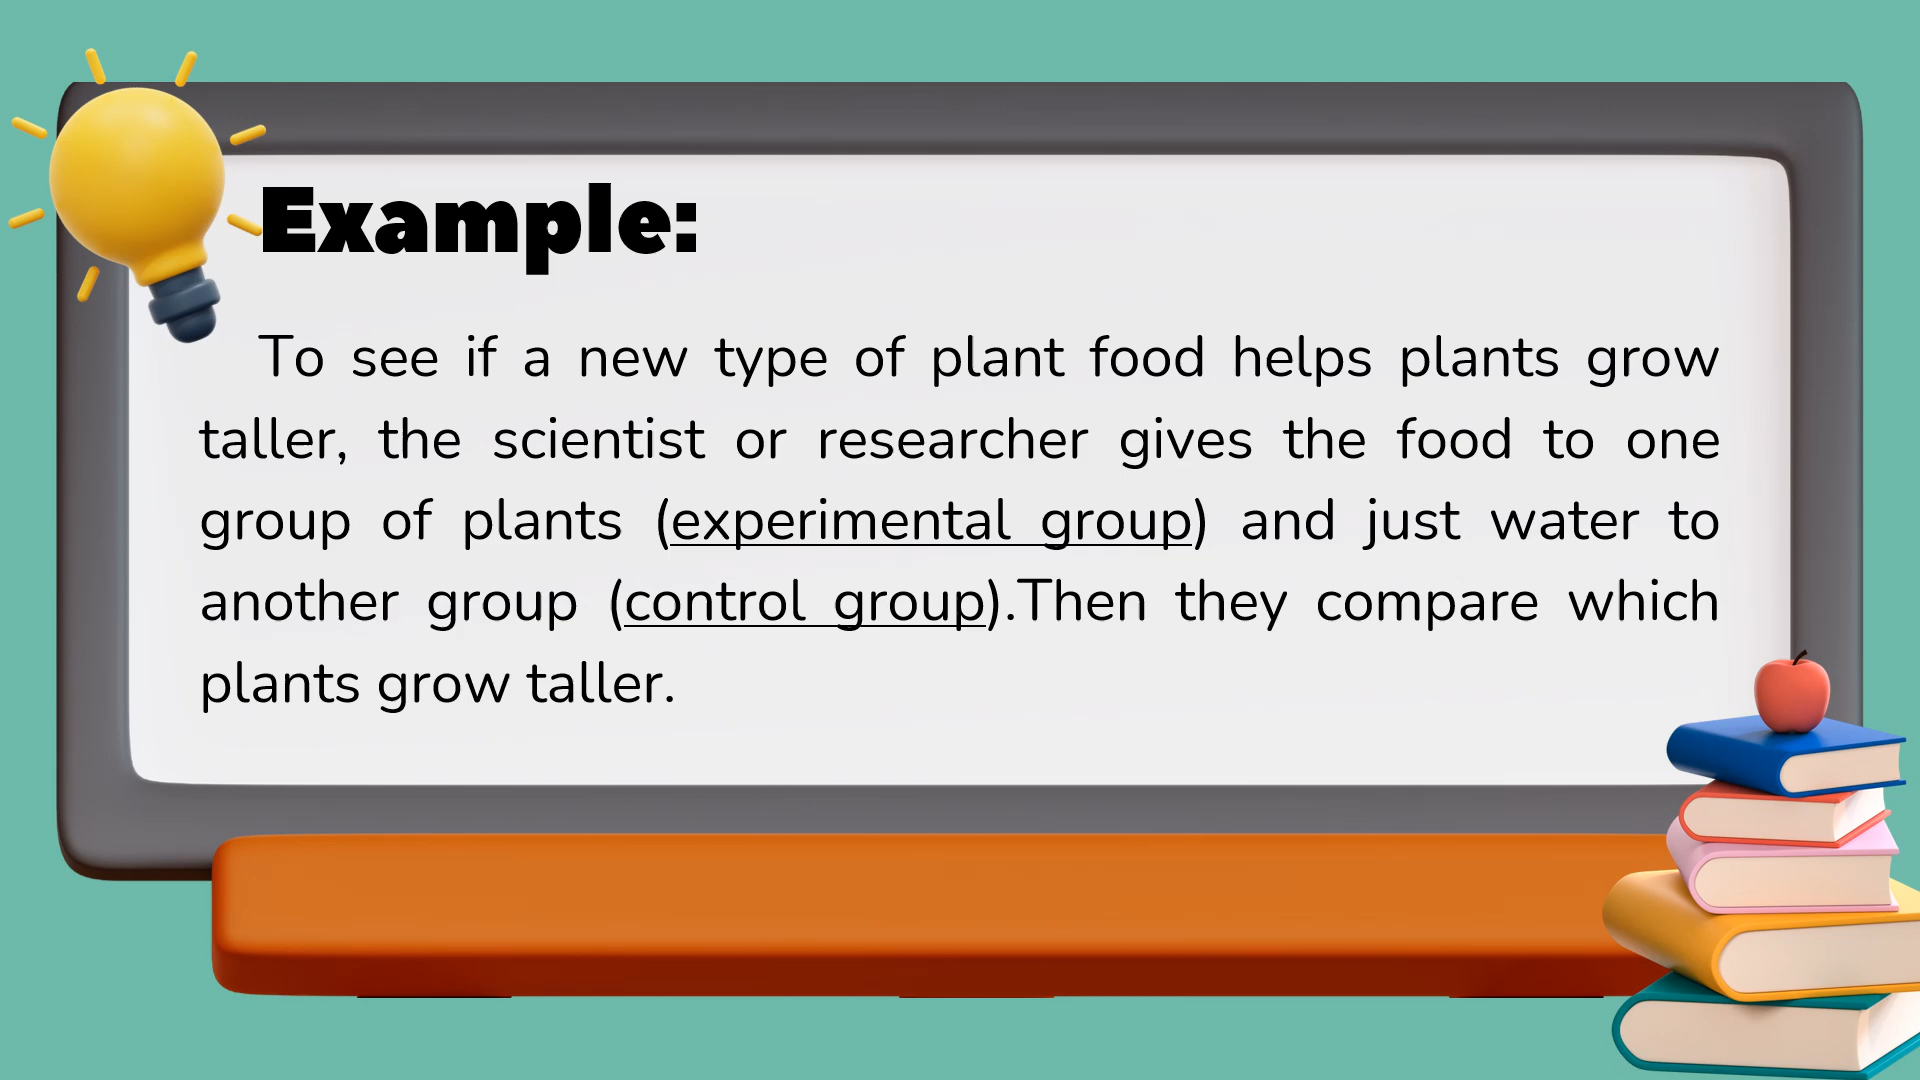 Example:
To see if a new type of plant food helps plants grow
taller, the scientist or researcher gives the food to one
group of plants (experimental group) and just water to
another group (control group).Then they compare which
plants grow taller.